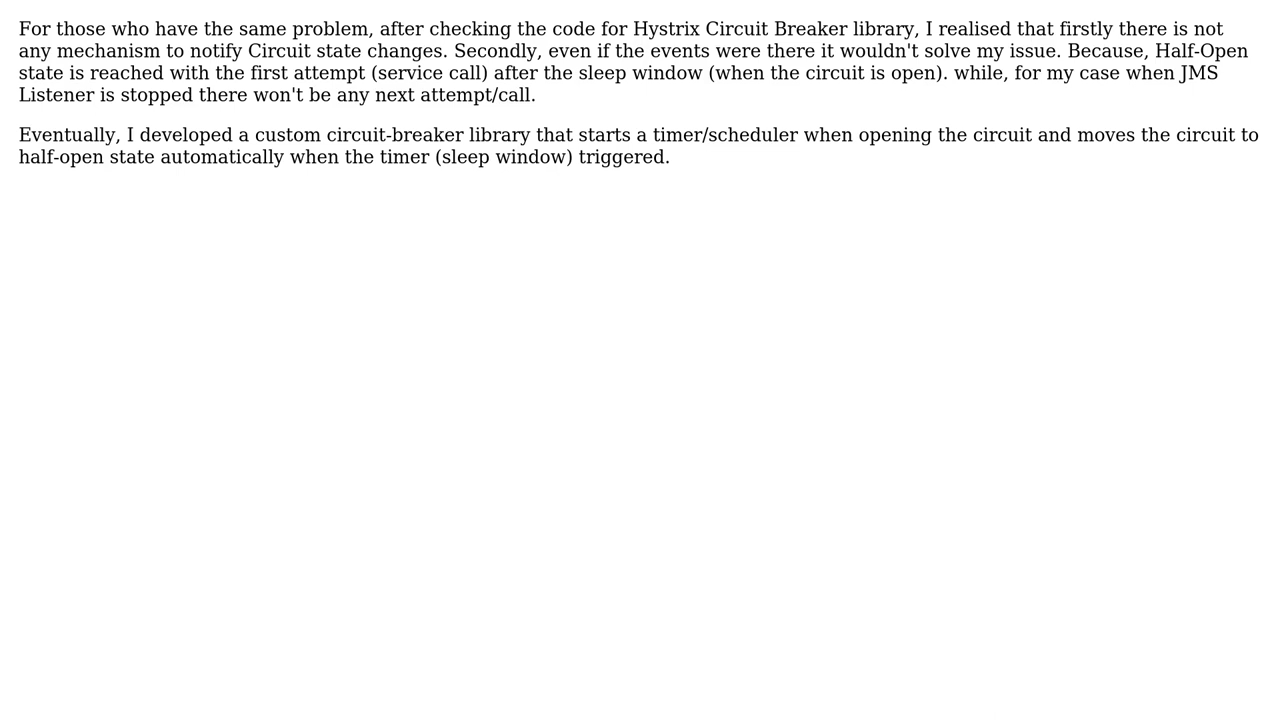 For those who have the same problem, after checking the code for Hystrix Circuit Breaker library, I realised that firstly there is not
any mechanism to notify Circuit state changes. Secondly, even if the events were there it wouldn't solve my issue. Because, Half-Open
state is reached with the first attempt (service call) after the sleep window (when the circuit is open). while, for my case when JMS
Listener is stopped there won't be any next attempt/call.
Eventually, I developed a custom circuit-breaker library that starts a timer/scheduler when opening the circuit and moves the circuit to
half-open state automatically when the timer (sleep window) triggered.